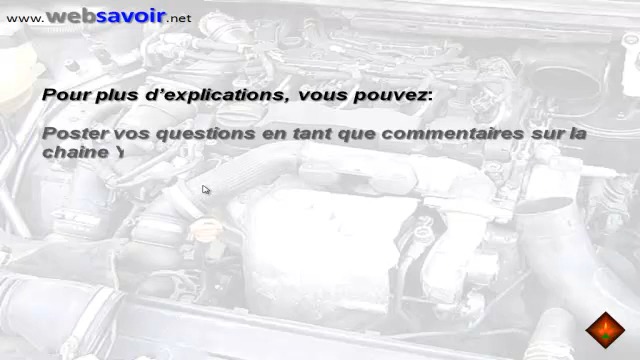 www.websavoir.net
Pour plus d'explications, vous pouvez:
Poster vos questions en tant que commentaires sur la
chaine